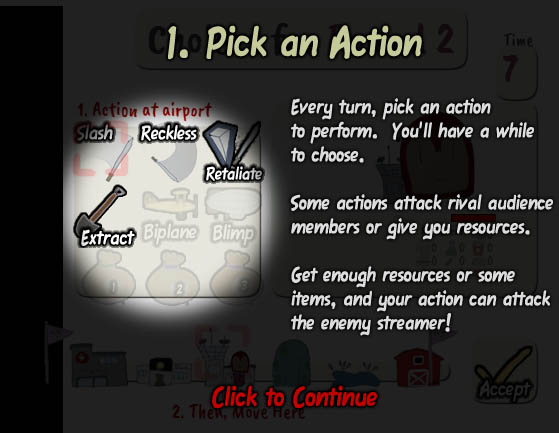 1. Pick an Action
Time
7
2
1. Action at airport
Slash
Reckless
Retaliate
Extract
Biplane
Blimp
1
2
3
Every turn, pick an action
to perform. You'll have a while
to choose.
Some actions attack rival audience
members or give you resources.
Get enough resources or some
items, and your action can attack
the enemy streamer!
Click to Continue
Accept
2. Then, Move Here